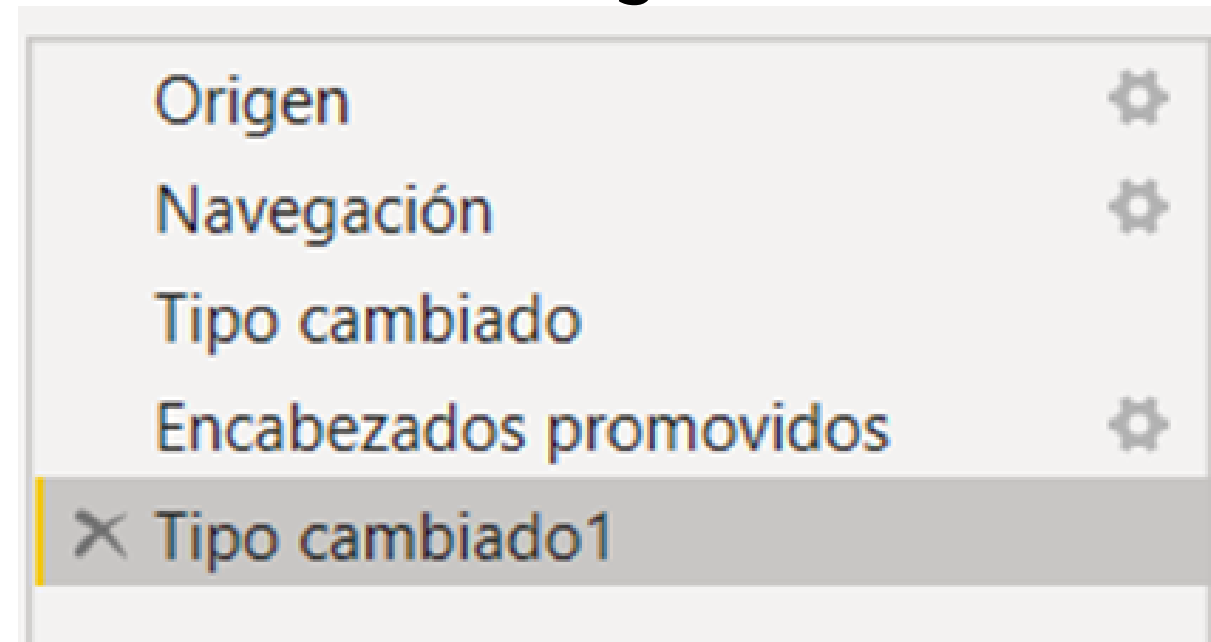 Origen
Navegación
Tipo cambiado
Encabezados promovidos
Tipo cambiado1